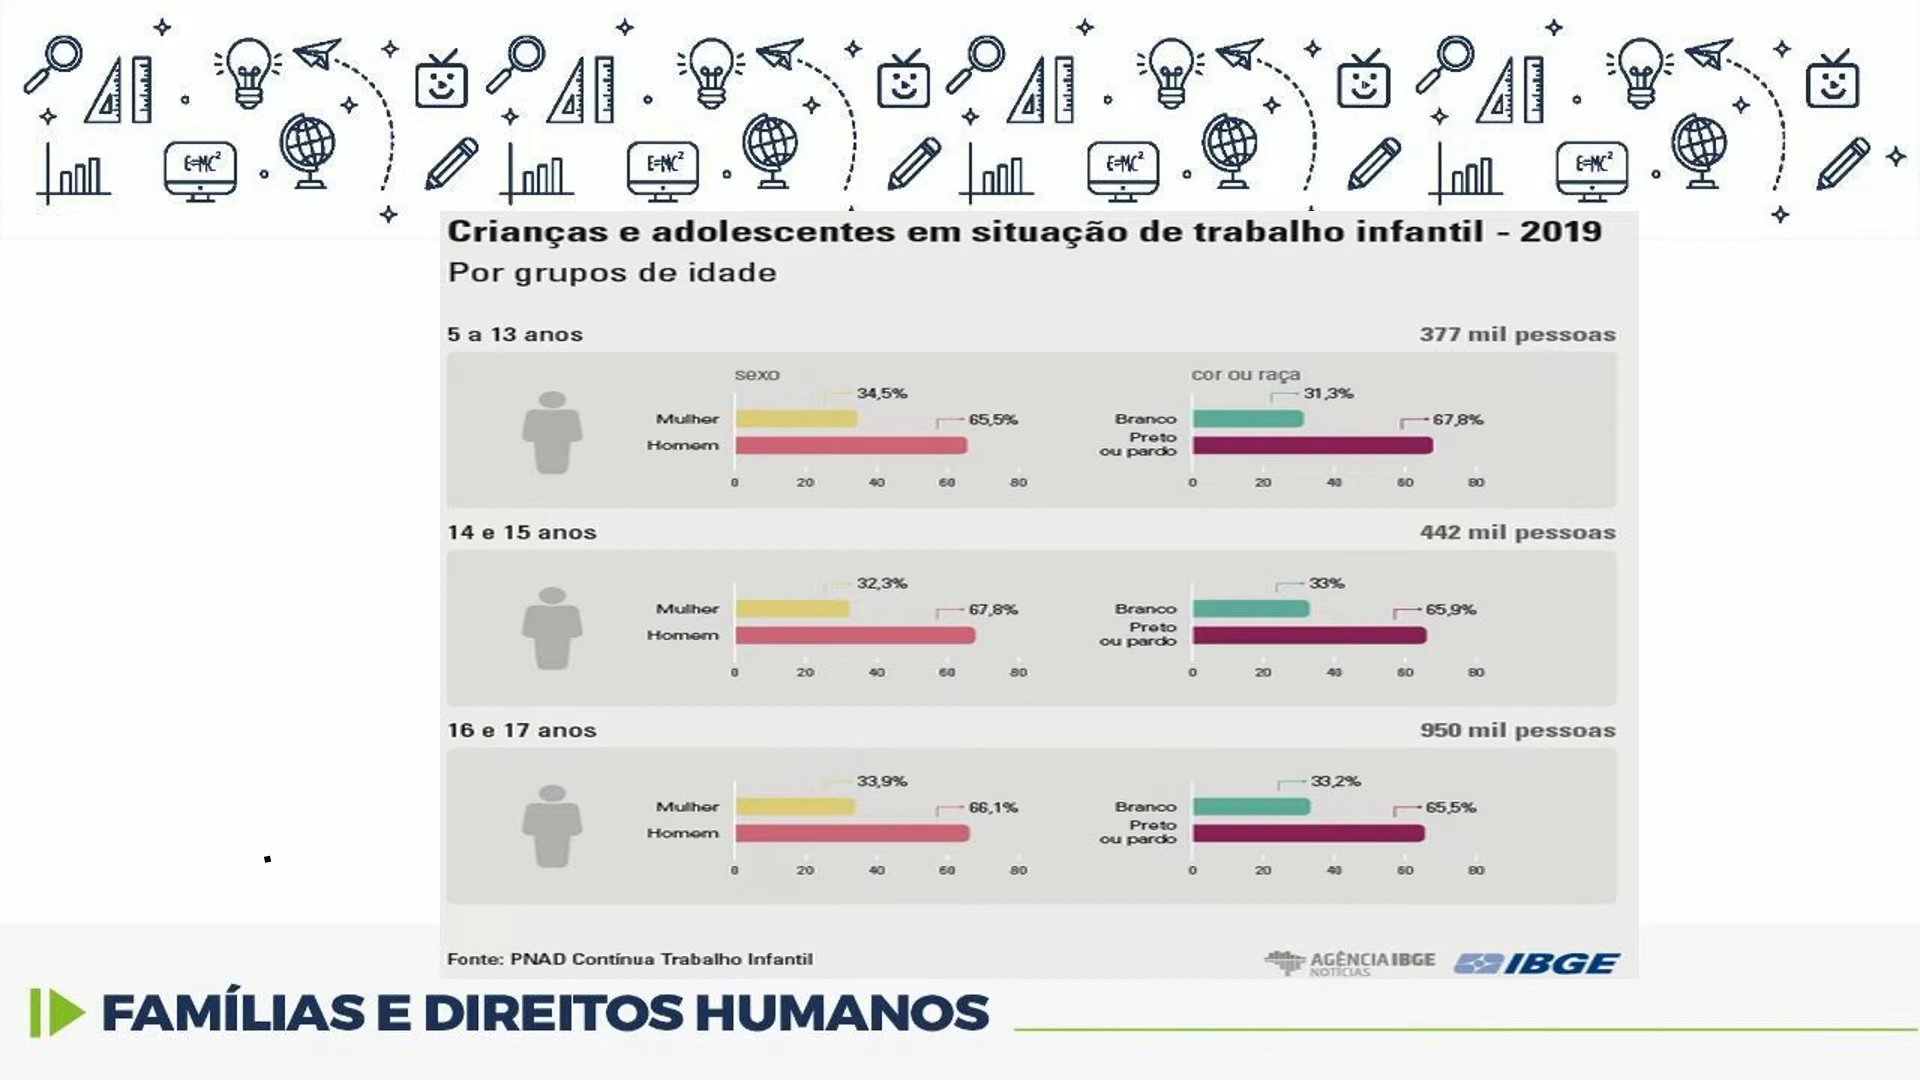 E=MC²
E=MC²
E=MC²
E=MC²
Crianças e adolescentes em situação de trabalho infantil - 2019
Por grupos de idade
5 a 13 anos
377 mil pessoas
sexo
34,5%
Mulher
65,5%
Homem
0 20 40 60 80
cor ou raça
31,3%
Branco
67,8%
Preto
ou pardo
0 20 40 60 80
14 e 15 anos
442 mil pessoas
32,3%
Mulher
67,8%
Homem
0 20 40 60 80
33%
Branco
65,9%
Preto
ou pardo
0 20 40 60 80
16 e 17 anos
950 mil pessoas
33,9%
Mulher
66,1%
Homem
0 20 40 60 80
33,2%
Branco
65,5%
Preto
ou pardo
0 20 40 60 80
Fonte: PNAD Contínua Trabalho Infantil
AGÊNCIA IBGE
NOTÍCIAS
IBGE
FAMÍLIAS E DIREITOS HUMANOS